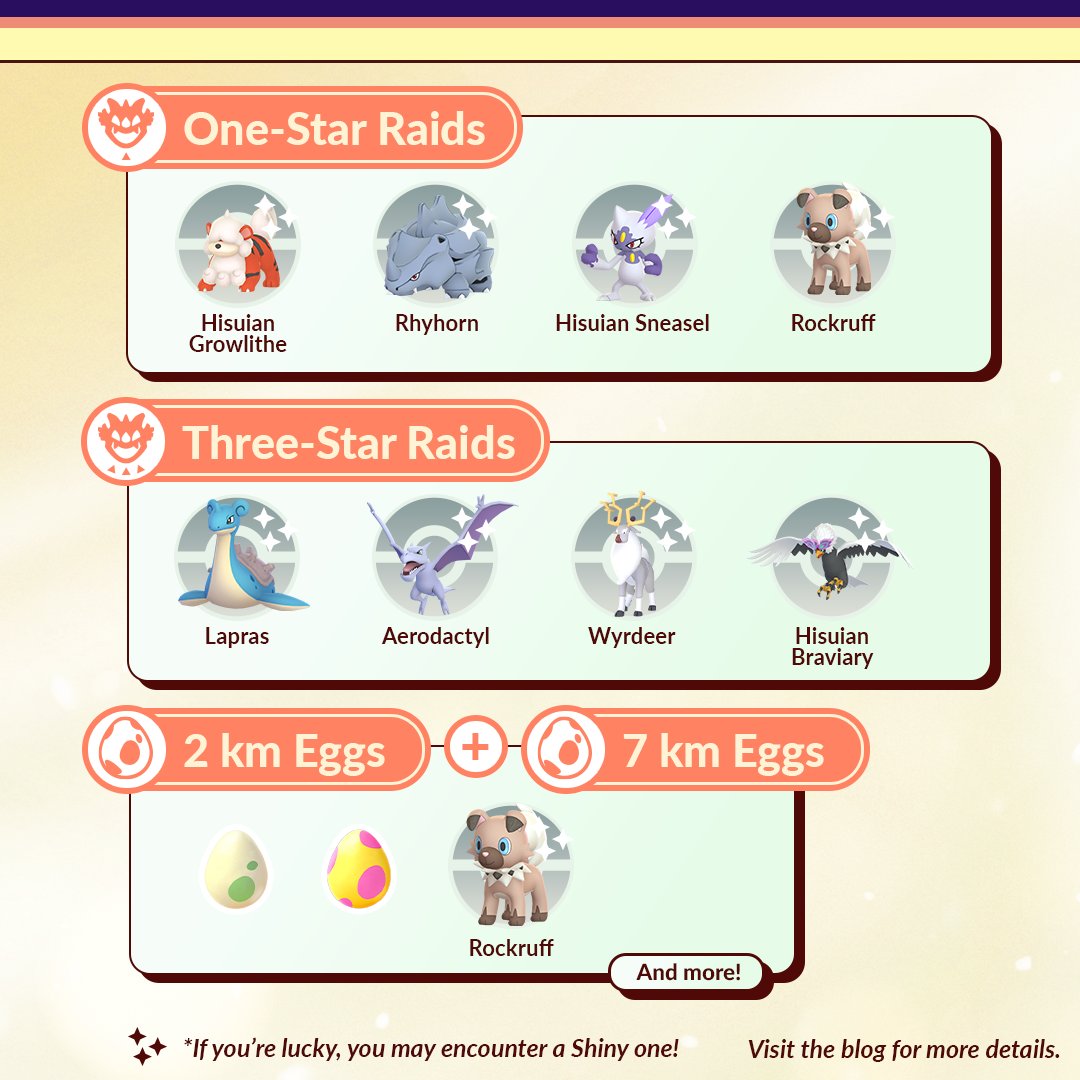 One-Star Raids
Hisuian
Growlithe
Rhyhorn
Hisuian Sneasel
Rockruff
Three-Star Raids
Lapras
Aerodactyl
Wyrdeer
Hisuian
Braviary
2 km Eggs
+
7 km Eggs
Rockruff
And more!
*If you're lucky, you may encounter a Shiny one!
Visit the blog for more details.